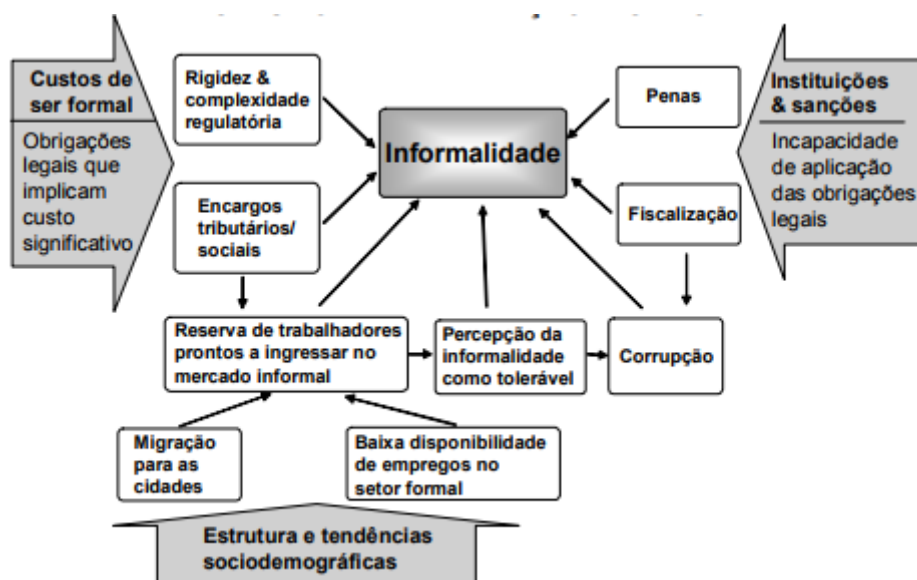 Custos de
ser formal
Obrigações
legais que
implicam
custo
significativo
Rigidez &
complexidade
regulatória
Encargos
tributários/
sociais
Informalidade
Penas
Fiscalização
Instituições
& sanções
Incapacidade
de aplicação
das obrigações
legais
Reserva de trabalhadores
prontos a ingressar no
mercado informal
Percepção da
informalidade
como tolerável
Corrupção
Migração
para as
cidades
Baixa disponibilidade
de empregos no
setor formal
Estrutura e tendências
sociodemográficas